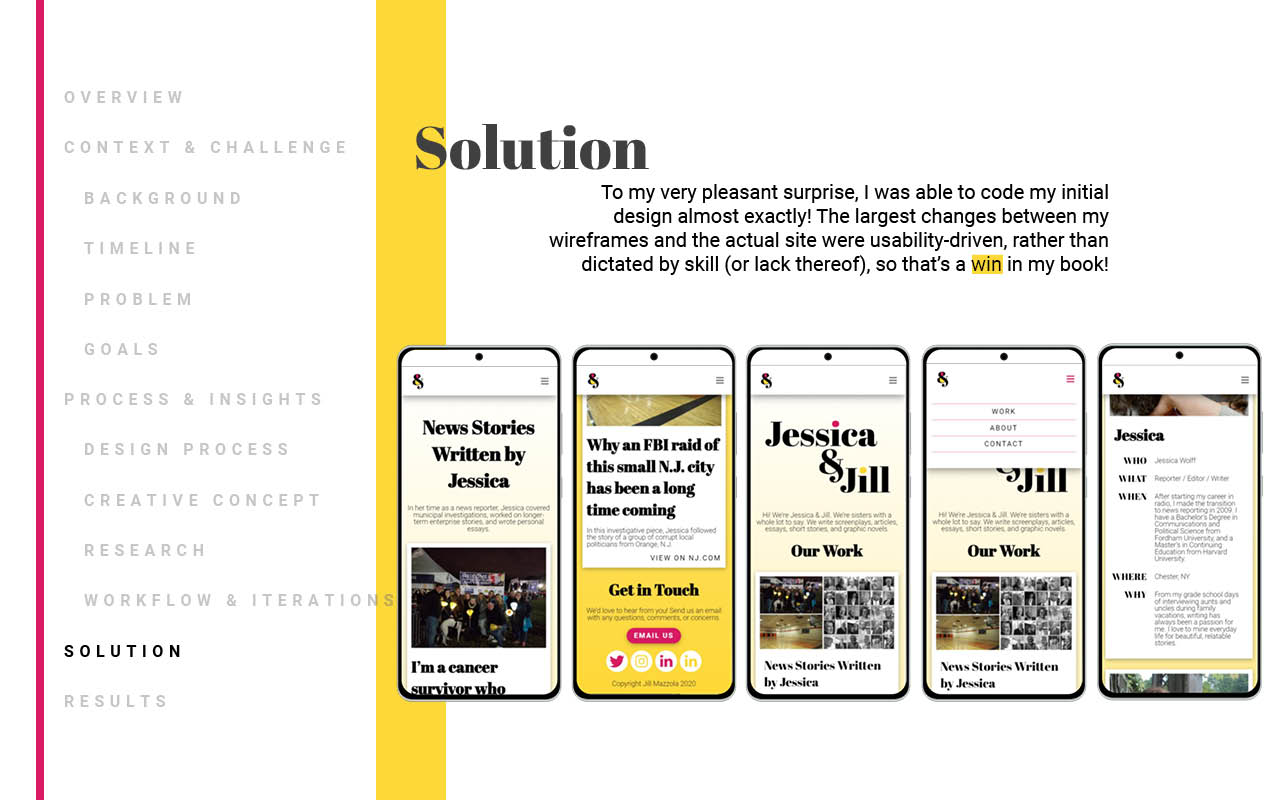 OVERVIEW
CONTEXT & CHALLENGE
BACKGROUND
TIMELINE
PROBLEM
GOALS
PROCESS & INSIGHTS
DESIGN PROCESS
CREATIVE CONCEPT
RESEARCH
WORKFLOW & ITERATIONS
SOLUTION
RESULTS
Solution
To my very pleasant surprise, I was able to code my initial
design almost exactly! The largest changes between my
wireframes and the actual site were usability-driven, rather than
dictated by skill (or lack thereof), so that's a win in my book!
&
News Stories
Written by
Jessica
In her time as a news reporter, Jessica covered
municipal investigations, worked on longer-
term enterprise stories, and wrote personal
essays.
I'm a cancer
survivor who
&
Why an FBI raid of
this small N.J. city
has been a long
time coming
In this investigative piece, Jessica followed
the story of a group of corrupt local
politicians from Orange, N.J.
VIEW ON NJ.COM
Get in Touch
We'd love to hear from you! Send us an email
with any questions, comments, or concerns
EMAIL US
in
in
Copyright Jill Mazzola 2020
&
Jessica
&Jill
Hi! We're Jessica & Jill. We're sisters with a
whole lot to say. We write screenplays, articles,
essays, short stories, and graphic novels.
Our Work
News Stories Written
by Jessica
&
WORK
ABOUT
CONTACT
&Jill
Hi! We're Jessica & Jill. We're sisters with a
whole lot to say. We write screenplays, articles,
essays, short stories, and graphic novels.
Our Work
News Stories Written
by Jessica
&
Jessica
WHO Jessica Wolff
WHAT Reporter / Editor / Writer
WHEN After starting my career in
radio, I made the transition
to news reporting in 2009. I
have a Bachelor's Degree in
Communications and
Political Science from
Fordham University, and a
Master's in Continuing
Education from Harvard
University.
WHERE Chester, NY
WHY From my grade school days
of interviewing aunts and
uncles during family
vacations, writing has
always been a passion for
me. I love to mine everyday
life for beautiful, relatable
stories.